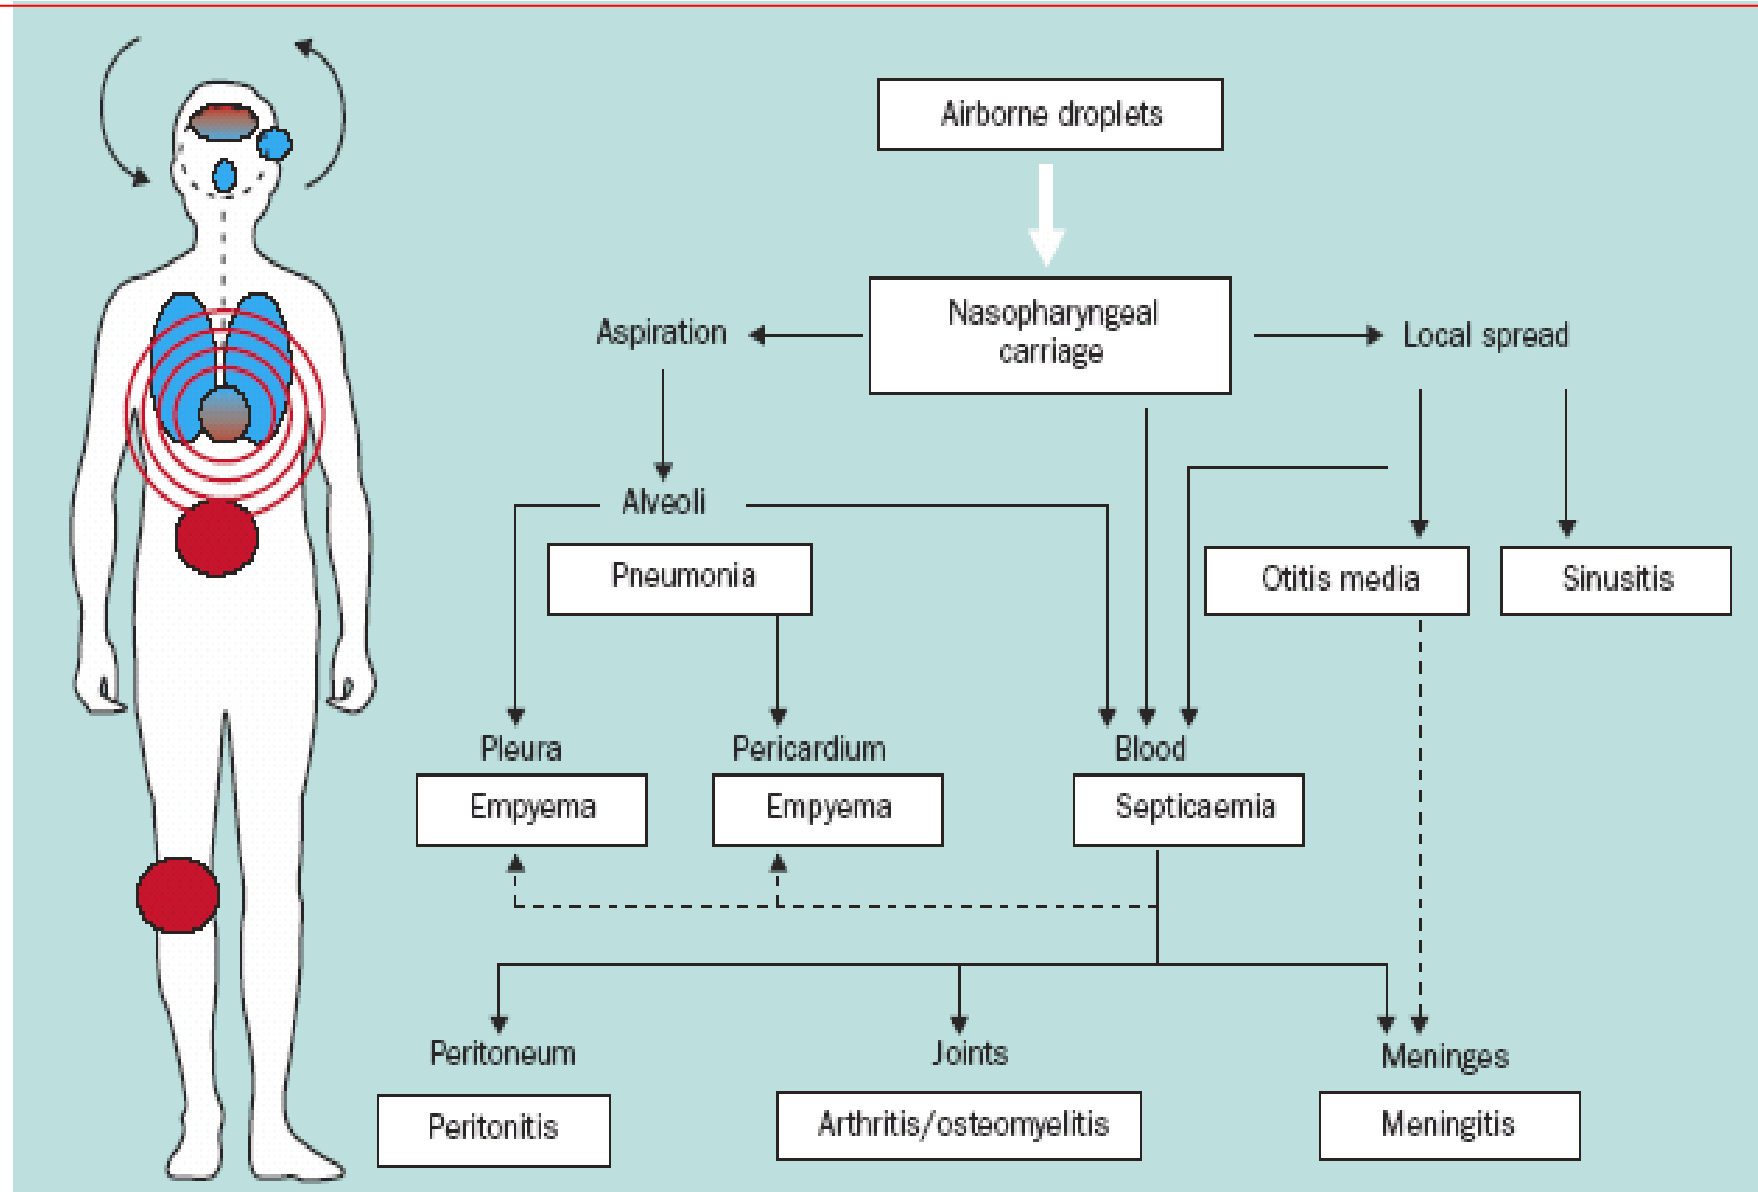 Airborne droplets
Nasopharyngeal
carriage
Aspiration
Local spread
Alveoli
Pneumonia
Otitis media
Sinusitis
Pleura
Pericardium
Blood
Empyema
Empyema
Septicaemia
Peritoneum
Joints
Meninges
Peritonitis
Arthritis/osteomyelitis
Meningitis